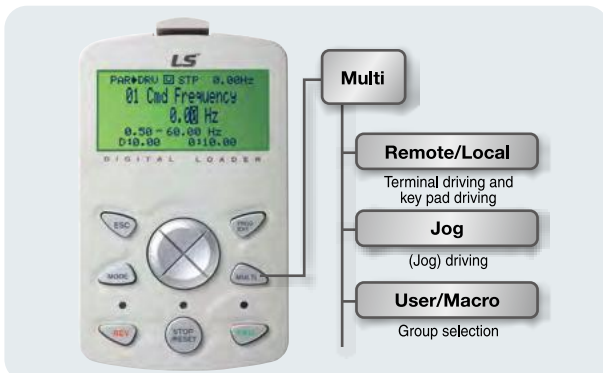 LS
PAR DRV STP 0.00Hz
01 Cmd Frequency
0.00 Hz
0.50 - 60.00 Hz
D:0.00 0:10.00
DIGITAL LOADER
ESC
PROG
ENT
MODE
MULTI
REV
STOP
/RESET
FWD
Multi
Remote/Local
Terminal driving and
key pad driving
Jog
(Jog) driving
User/Macro
Group selection